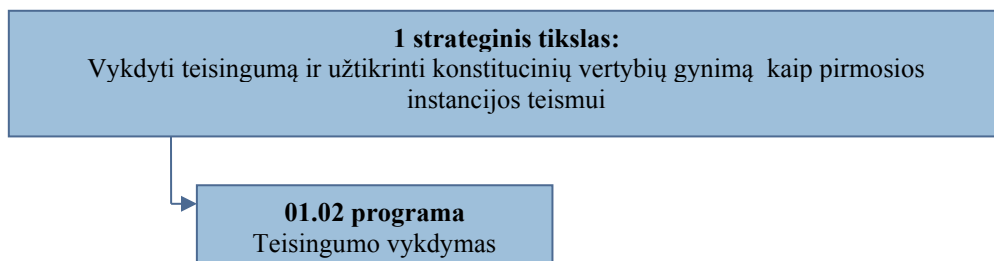 1 strateginis tikslas:
Vykdyti teisingumą ir užtikrinti konstitucinių vertybių gynimą  kaip pirmosios
instancijos teismui
01.02 programa
Teisingumo vykdymas